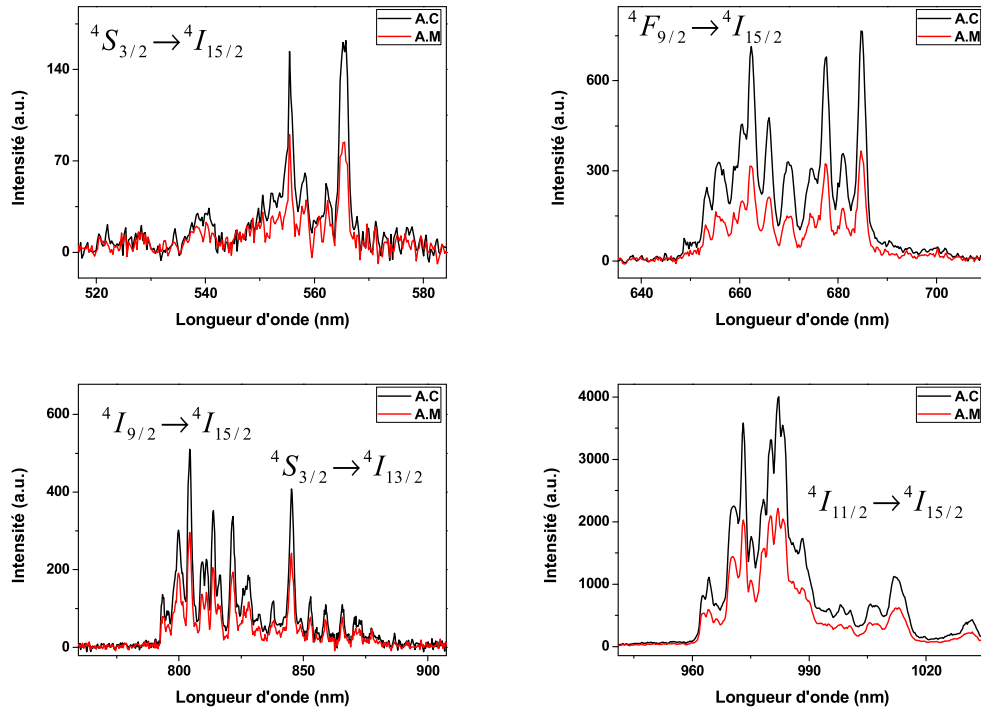 ⁴S₃/₂→⁴I₁₅/₂
A.C
A.M
Intensité (a.u.)
140
70
0
520 540 560 580
Longueur d'onde (nm)
⁴F₉/₂→⁴I₁₅/₂
A.C
A.M
Intensité (a.u.)
600
300
0
640 660 680 700
Longueur d'onde (nm)
A.C
A.M
⁴I₉/₂→⁴I₁₅/₂
⁴S₃/₂→⁴I₁₃/₂
Intensité (a.u.)
600
400
200
0
800 850 900
Longueur d'onde (nm)
A.C
A.M
⁴I₁₁/₂→⁴I₁₅/₂
Intensité (a.u.)
4000
3000
2000
1000
0
960 990 1020
Longueur d'onde (nm)